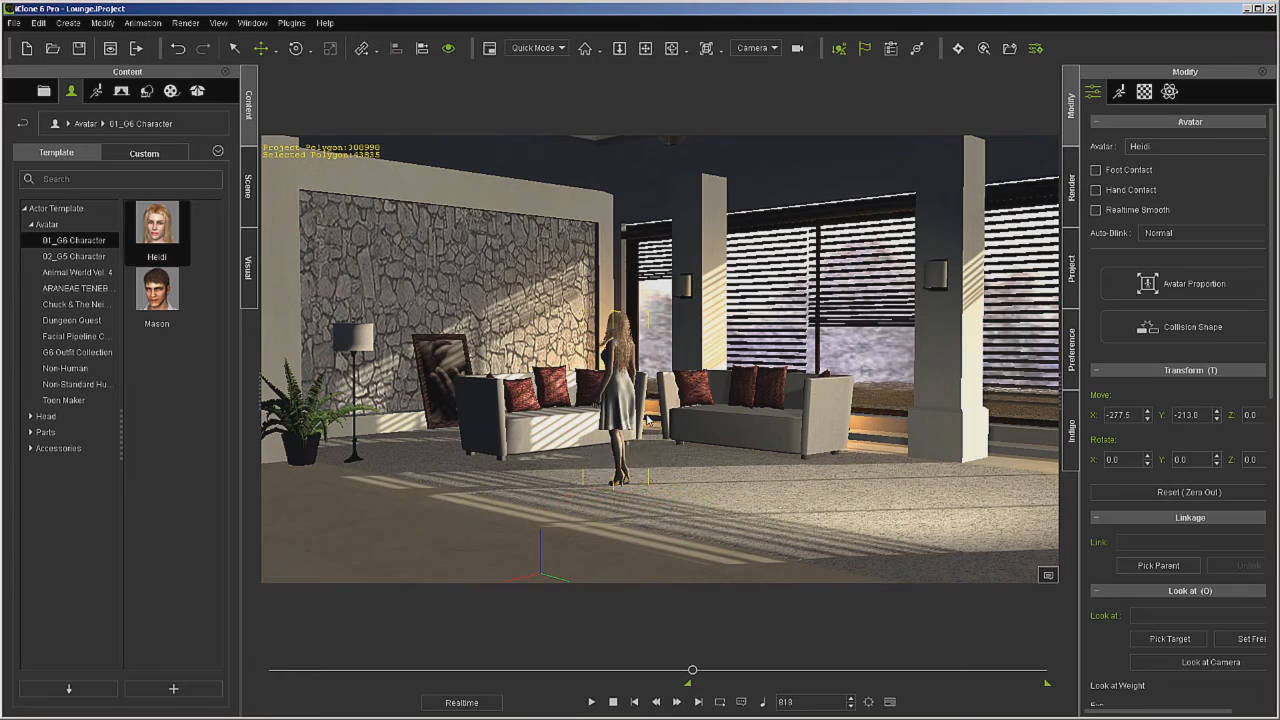 iClone 6 Pro - Lounge.iProject
File Edit Create Modify Animation Render View Window Plugins Help
Quick Mode
Camera
Content
Modify
Avatar 01_G6 Character
Template Custom
Search
Actor Template
Avatar
01_G6 Character
02_G5 Character
Animal World Vol. 4
ARANEAE TENEB...
Chuck & The Nei...
Dungeon Quest
Facial Pipeline C...
G6 Outfit Collection
Non-Human
Non-Standard Hu...
Toon Maker
Head
Parts
Accessories
Heidi
Mason
Content
Scene
Visual
Project Polygon:308998
Selected Polygon:43835
Realtime
818
Modify
Render
Project
Preference
Indigo
Avatar
Avatar : Heidi
Foot Contact
Hand Contact
Realtime Smooth
Auto-Blink : Normal
Avatar Proportion
Collision Shape
Transform (T)
Move:
X: -277.5 Y: -213.8 Z: 0.0
Rotate:
X: 0.0 Y: 0.0 Z: 0.0
Reset ( Zero Out )
Linkage
Link:
Pick Parent Unlink
Look at (O)
Look at :
Pick Target Set Free
Look at Camera
Look at Weight
Eye